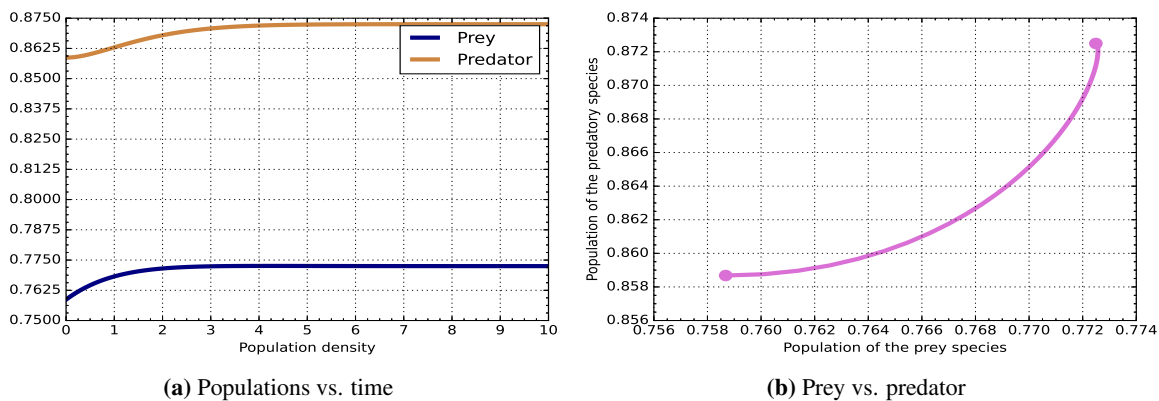 0.8750
0.8625
0.8500
0.8375
0.8250
0.8125
0.8000
0.7875
0.7750
0.7625
0.7500
0 1 2 3 4 5 6 7 8 9 10
Population density
Prey
Predator
(a) Populations vs. time
Population of the predatory species
0.874
0.872
0.870
0.868
0.866
0.864
0.862
0.860
0.858
0.856
0.756 0.758 0.760 0.762 0.764 0.766 0.768 0.770 0.772 0.774
Population of the prey species
(b) Prey vs. predator